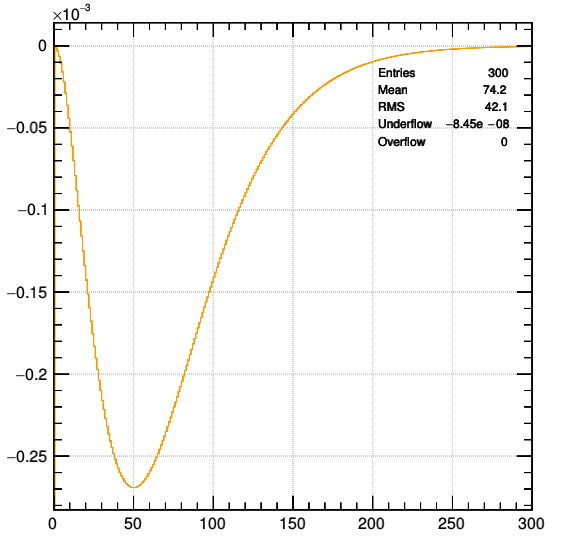 ×10⁻³
0
Entries 300
Mean 74.2
RMS 42.1
Underflow −8.45e −08
Overflow 0
−0.05
−0.1
−0.15
−0.2
−0.25
0 50 100 150 200 250 300